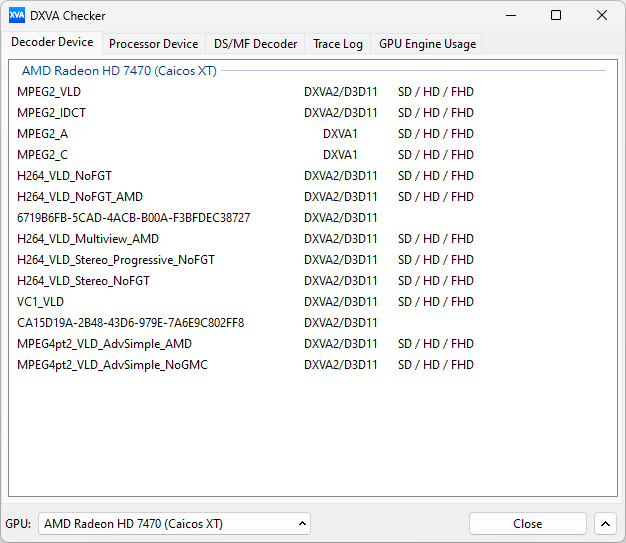 XVA DXVA Checker
Decoder Device Processor Device DS/MF Decoder Trace Log GPU Engine Usage
AMD Radeon HD 7470 (Caicos XT)
MPEG2_VLD DXVA2/D3D11 SD / HD / FHD
MPEG2_IDCT DXVA2/D3D11 SD / HD / FHD
MPEG2_A DXVA1 SD / HD / FHD
MPEG2_C DXVA1 SD / HD / FHD
H264_VLD_NoFGT DXVA2/D3D11 SD / HD / FHD
H264_VLD_NoFGT_AMD DXVA2/D3D11 SD / HD / FHD
6719B6FB-5CAD-4ACB-B00A-F3BFDEC38727 DXVA2/D3D11
H264_VLD_Multiview_AMD DXVA2/D3D11 SD / HD / FHD
H264_VLD_Stereo_Progressive_NoFGT DXVA2/D3D11 SD / HD / FHD
H264_VLD_Stereo_NoFGT DXVA2/D3D11 SD / HD / FHD
VC1_VLD DXVA2/D3D11 SD / HD / FHD
CA15D19A-2B48-43D6-979E-7A6E9C802FF8 DXVA2/D3D11
MPEG4pt2_VLD_AdvSimple_AMD DXVA2/D3D11 SD / HD / FHD
MPEG4pt2_VLD_AdvSimple_NoGMC DXVA2/D3D11 SD / HD / FHD
GPU: AMD Radeon HD 7470 (Caicos XT) Close